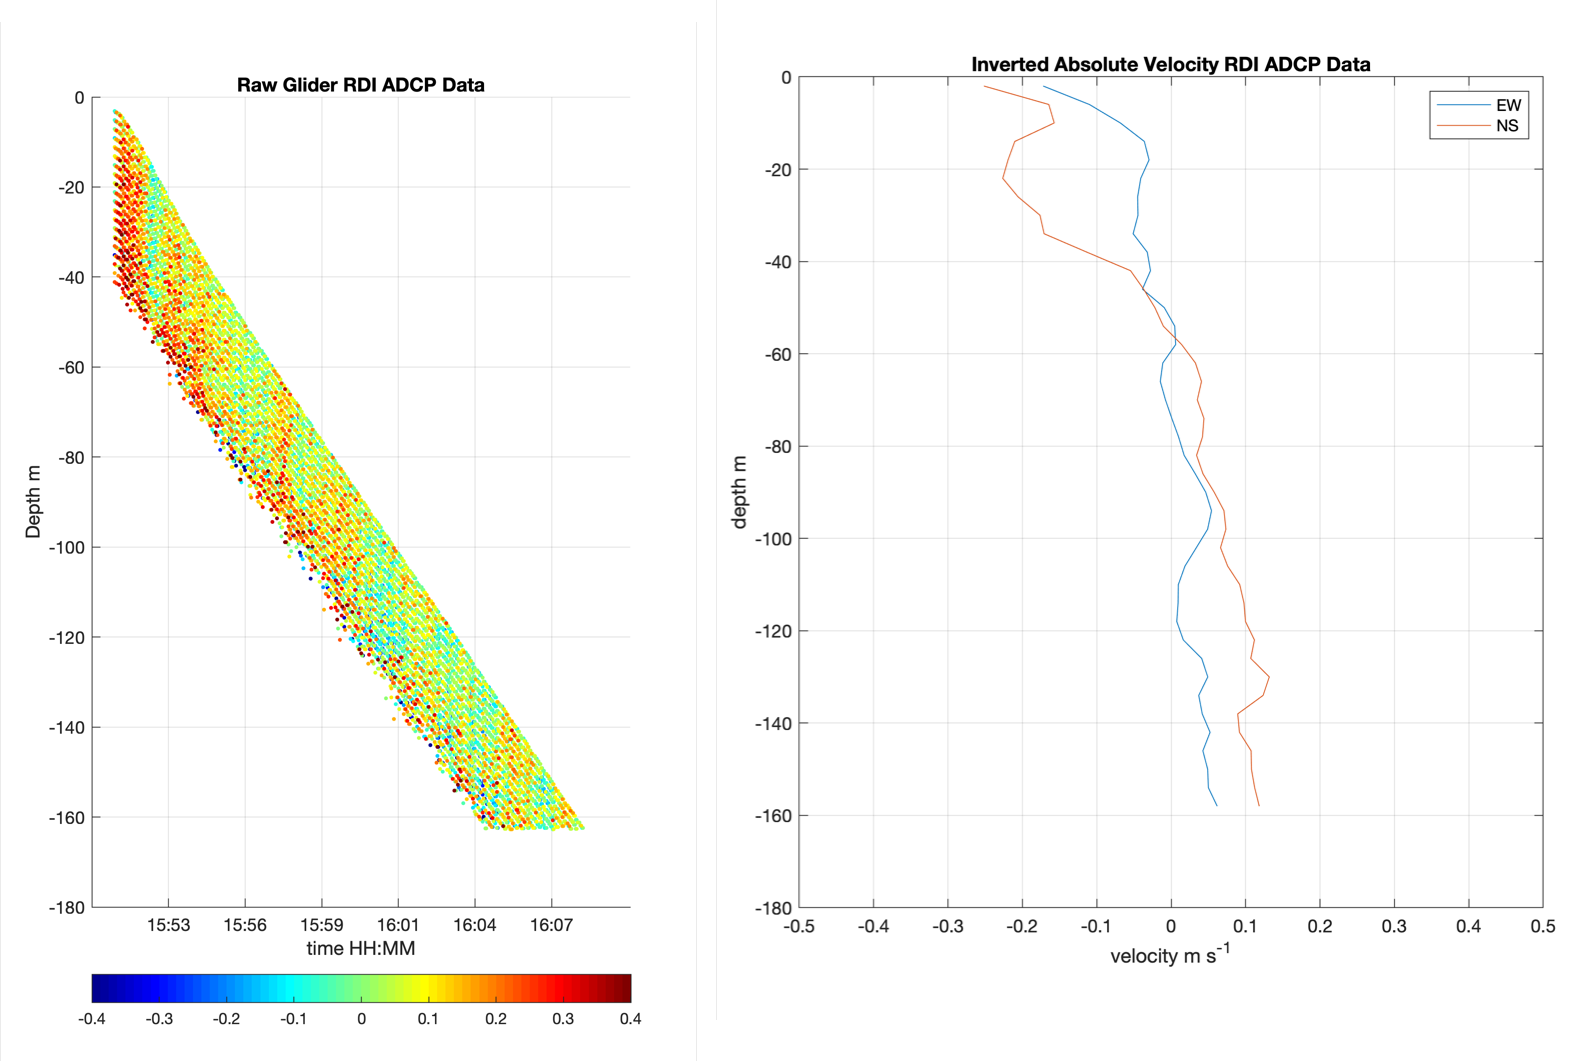 Raw Glider RDI ADCP Data
0
-20
-40
-60
-80
-100
-120
-140
-160
-180
Depth m
15:53 15:56 15:59 16:01 16:04 16:07
time HH:MM
-0.4 -0.3 -0.2 -0.1 0 0.1 0.2 0.3 0.4
Inverted Absolute Velocity RDI ADCP Data
EW
NS
0
-20
-40
-60
-80
-100
-120
-140
-160
-180
depth m
-0.5 -0.4 -0.3 -0.2 -0.1 0 0.1 0.2 0.3 0.4 0.5
velocity m s⁻¹